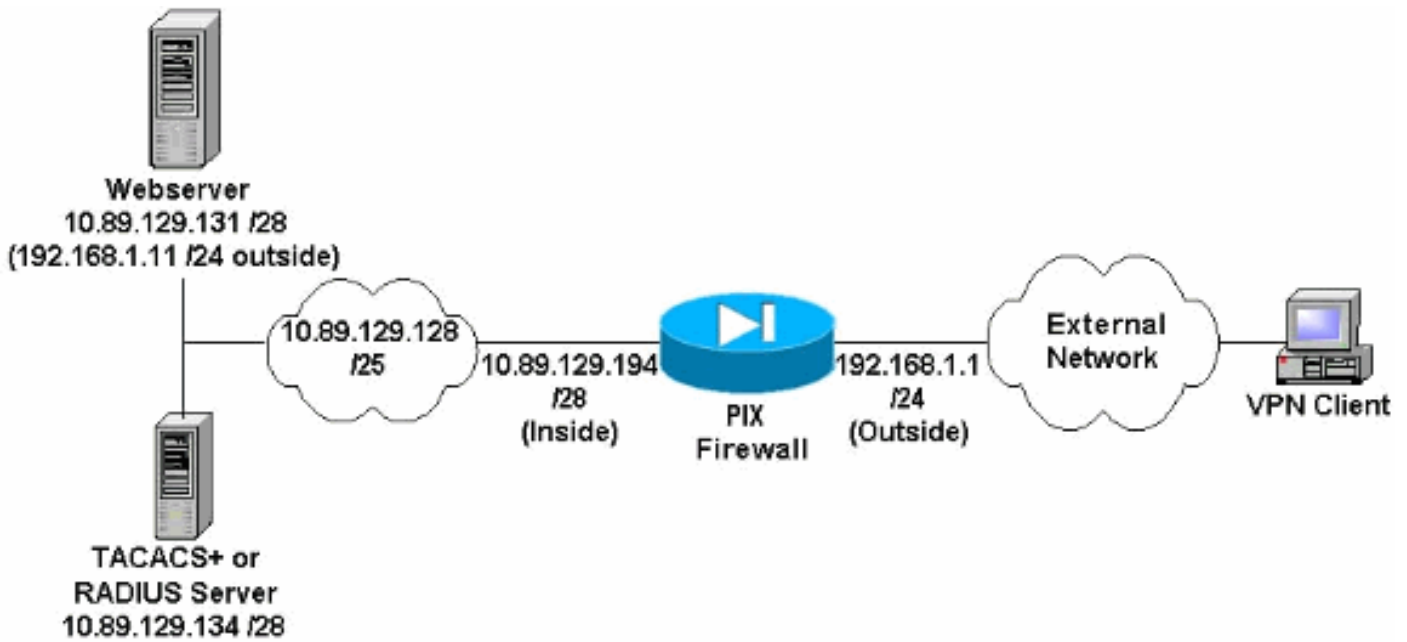 Webserver
10.89.129.131 /28
(192.168.1.11 /24 outside)
10.89.129.128
/25
10.89.129.194
/28
(Inside)
PIX
Firewall
192.168.1.1
/24
(Outside)
External
Network
VPN Client
TACACS+ or
RADIUS Server
10.89.129.134 /28